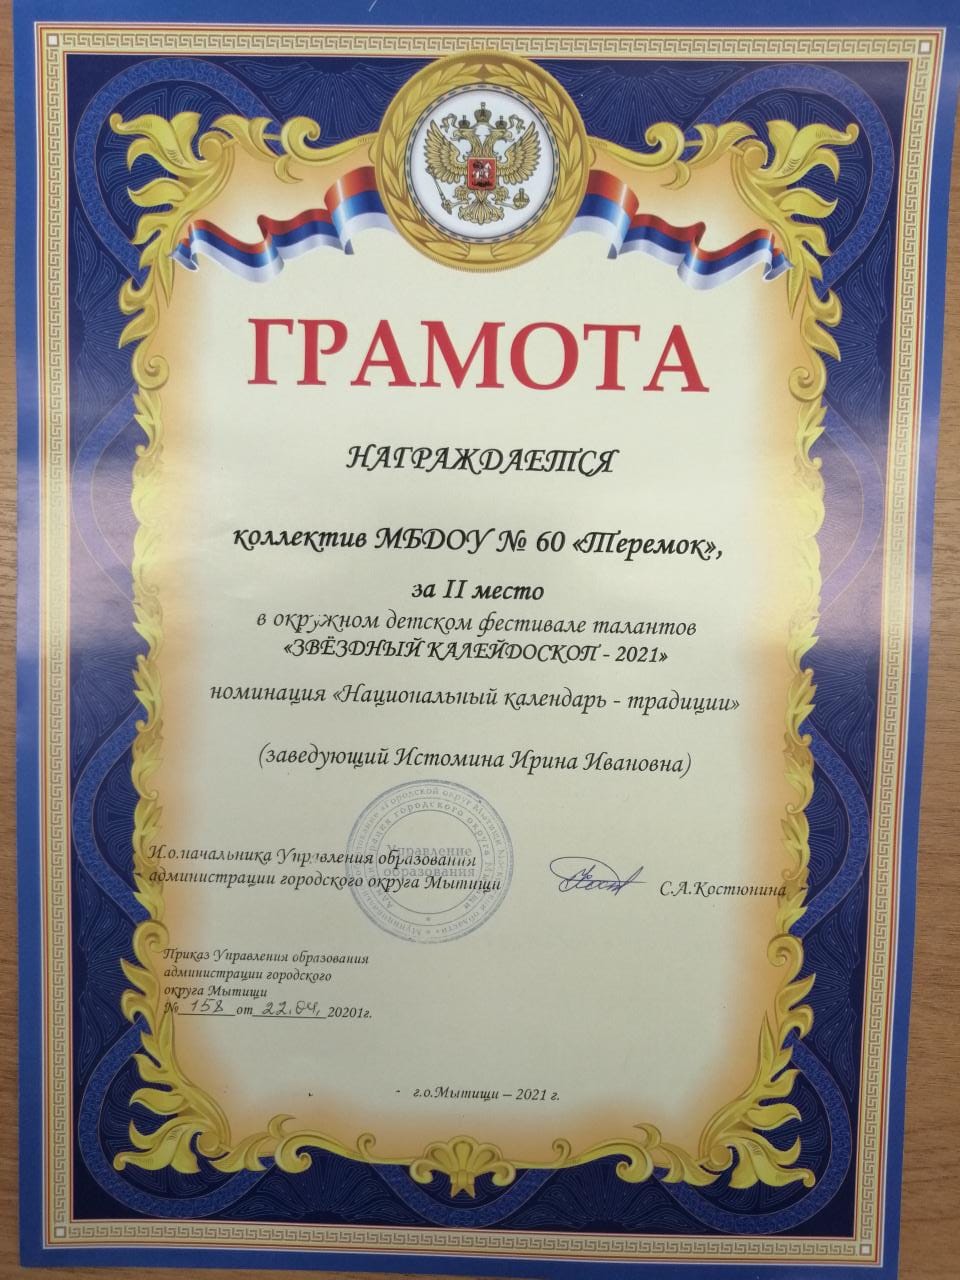 ГРАМОТА
НАГРАЖДАЕТСЯ
коллектив МБДОУ № 60 «Теремок»,
за II место
в окружном детском фестивале талантов
«ЗВЁЗДНЫЙ КАЛЕЙДОСКОП - 2021»
номинация «Национальный календарь - традиции»
(заведующий Истомина Ирина Ивановна)
И.о.начальника Управления образования
администрации городского округа Мытищи
С.А.Костюнина
Управление
образования
Приказ Управления образования
администрации городского
округа Мытищи
№ 158 от 22.04. 20201г.
- г.о.Мытищи – 2021 г.